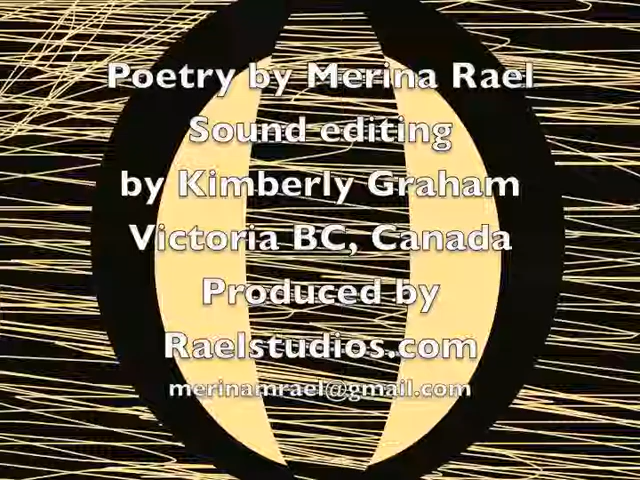 Poetry by Merina Rael
Sound editing
by Kimberly Graham
Victoria BC, Canada
Produced by
Raelstudios.com
merinamrael@gmail.com